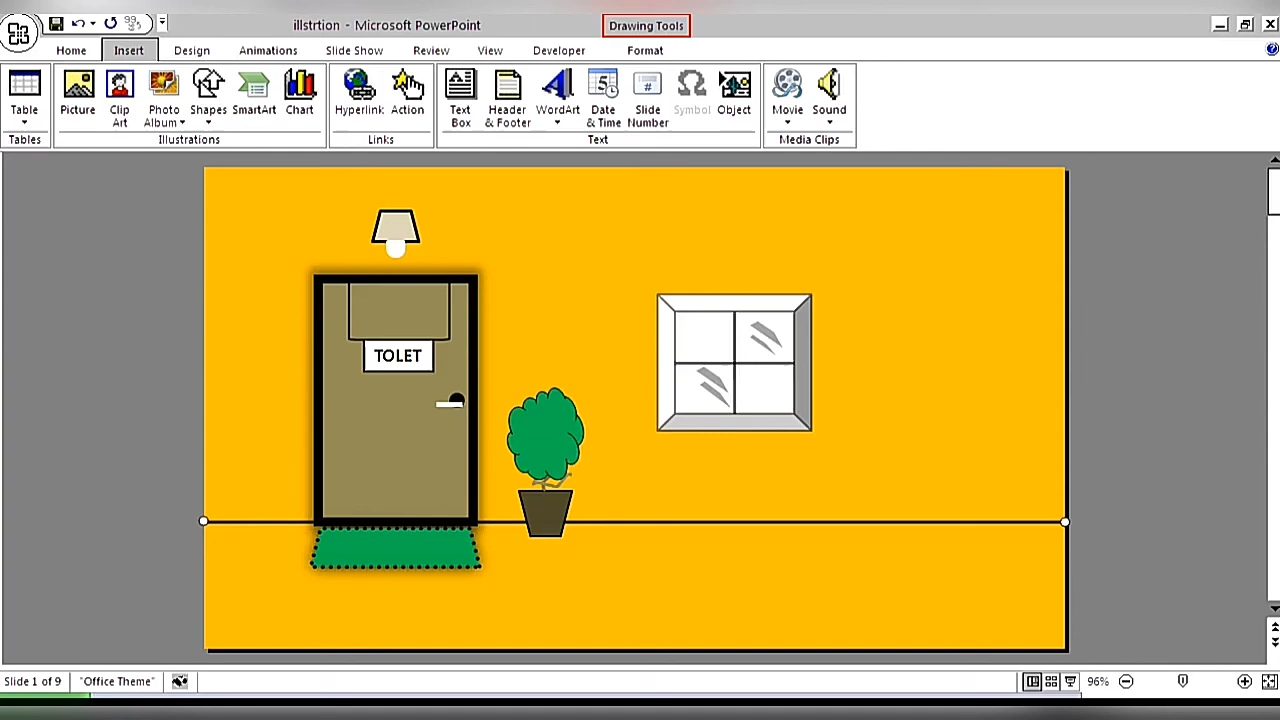 99%
illstrtion - Microsoft PowerPoint
Drawing Tools
Home Insert Design Animations Slide Show Review View Developer Format
Table
Picture
Clip Art
Photo Album
Shapes
SmartArt
Chart
Hyperlink
Action
Text Box
Header & Footer
WordArt
5
Date & Time
#
Slide Number
Symbol
Object
Movie
Sound
Tables Illustrations Links Text Media Clips
TOLET
Slide 1 of 9 "Office Theme" 96%